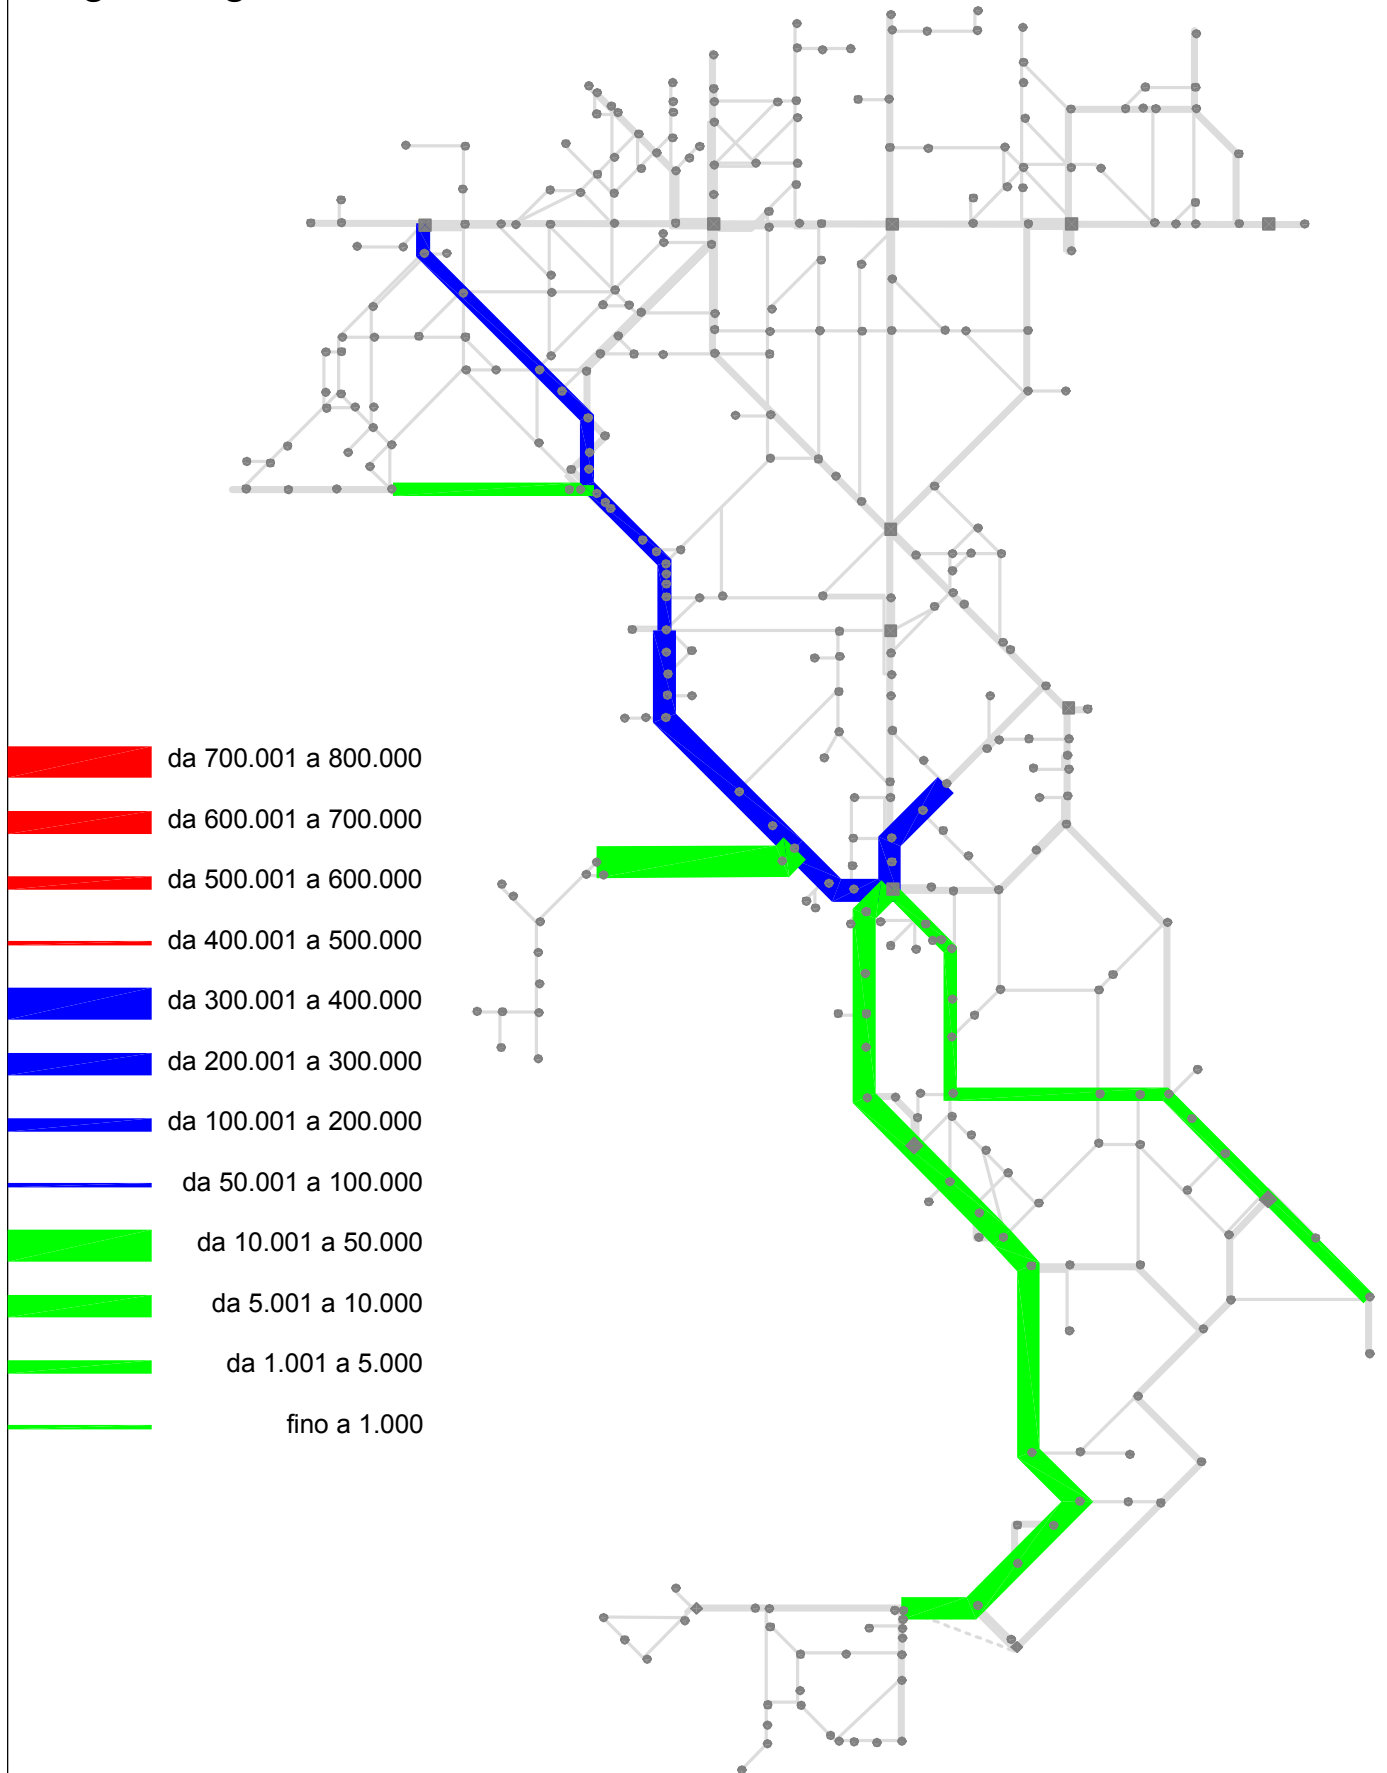 da 700.001 a 800.000
da 600.001 a 700.000
da 500.001 a 600.000
da 400.001 a 500.000
da 300.001 a 400.000
da 200.001 a 300.000
da 100.001 a 200.000
da 50.001 a 100.000
da 10.001 a 50.000
da 5.001 a 10.000
da 1.001 a 5.000
fino a 1.000